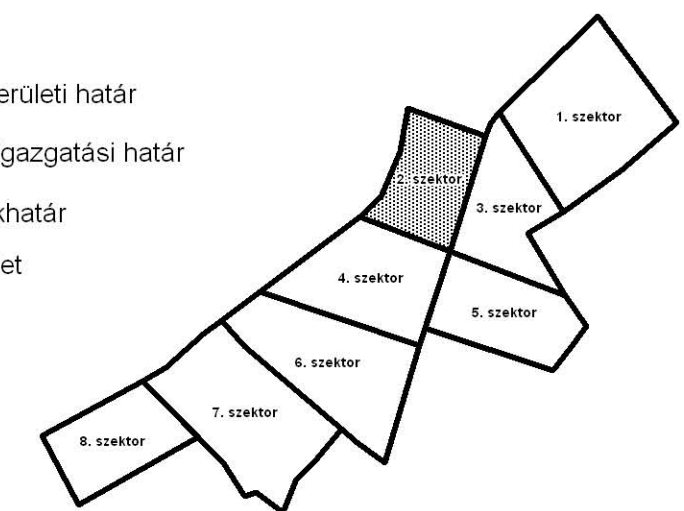 erületi határ
gazgatási határ
khatár
et
1. szektor
2. szektor
3. szektor
4. szektor
5. szektor
6. szektor
7. szektor
8. szektor